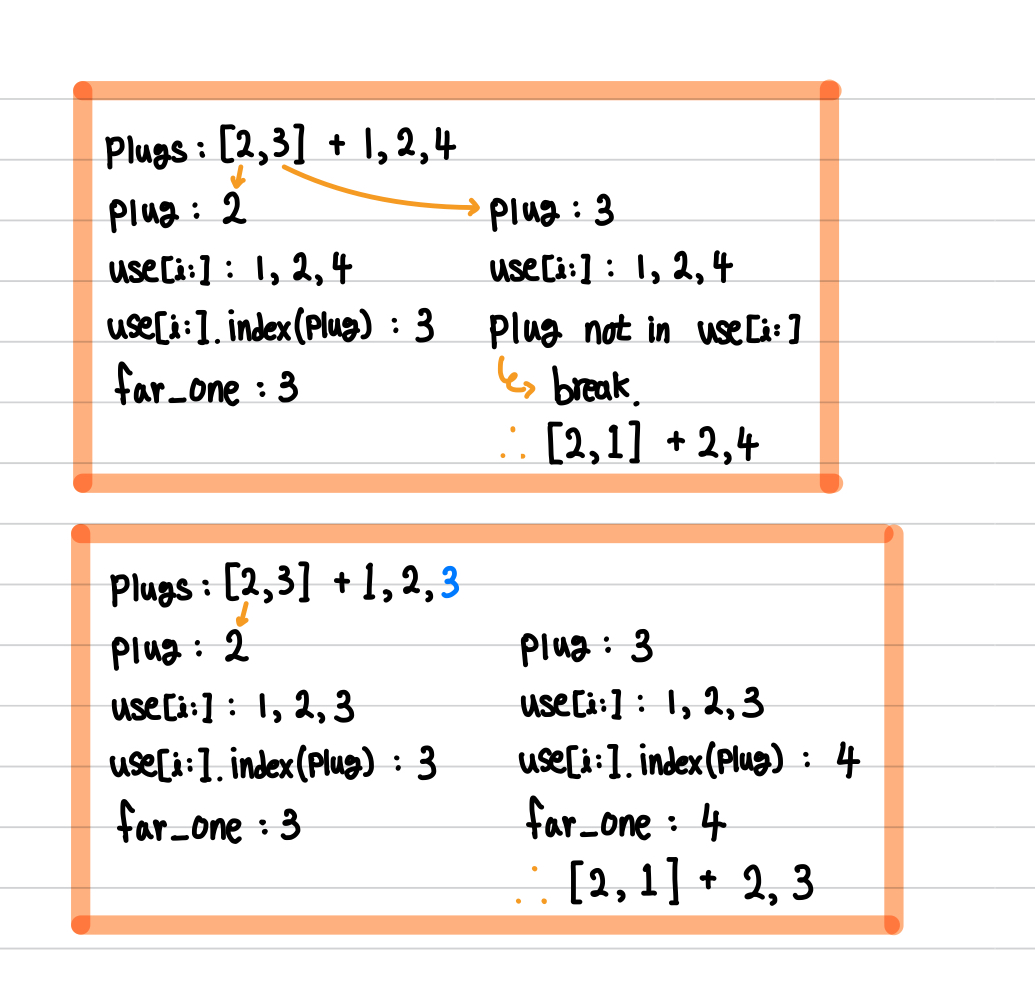 plugs : [2,3] + 1, 2, 4
plug : 2
use[i:] : 1, 2, 4
use[i:].index(plug) : 3
far_one : 3
plug : 3
use[i:] : 1, 2, 4
plug not in use[i:]
break.
∴ [2,1] + 2, 4
plugs : [2,3] + 1, 2, 3
plug : 2
use[i:] : 1, 2, 3
use[i:].index(plug) : 3
far_one : 3
plug : 3
use[i:] : 1, 2, 3
use[i:].index(plug) : 4
far_one : 4
∴ [2, 1] + 2, 3